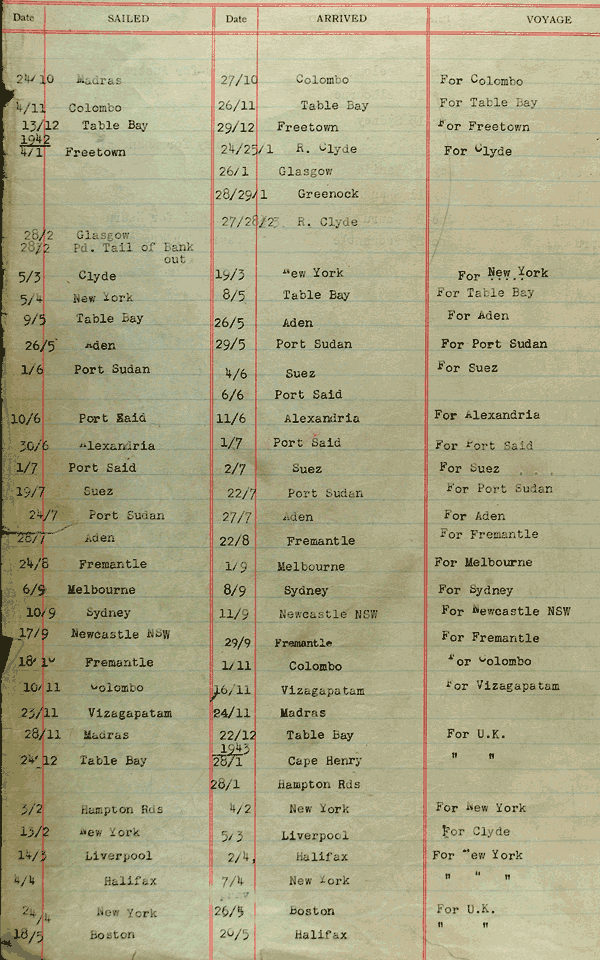 Date SAILED Date ARRIVED VOYAGE
24/10 Madras 27/10 Colombo For Colombo
4/11 Colombo 26/11 Table Bay For Table Bay
13/12 Table Bay 29/12 Freetown For Freetown
1942
4/1 Freetown 24/25/1 R. Clyde For Clyde
26/1 Glasgow
28/29/1 Greenock
27/28/2 R. Clyde
28/2 Glasgow
28/2 Pd. Tail of Bank
out
5/3 Clyde 19/3 New York For New York
5/4 New York 8/5 Table Bay For Table Bay
9/5 Table Bay 26/5 Aden For Aden
26/5 Aden 29/5 Port Sudan For Port Sudan
1/6 Port Sudan 4/6 Suez For Suez
6/6 Port Said
10/6 Port Said 11/6 Alexandria For Alexandria
30/6 Alexandria 1/7 Port Said For Port Said
1/7 Port Said 2/7 Suez For Suez
19/7 Suez 22/7 Port Sudan For Port Sudan
24/7 Port Sudan 27/7 Aden For Aden
28/7 Aden 22/8 Fremantle For Fremantle
24/8 Fremantle 1/9 Melbourne For Melbourne
6/9 Melbourne 8/9 Sydney For Sydney
10/9 Sydney 11/9 Newcastle NSW For Newcastle NSW
17/9 Newcastle NSW 29/9 Fremantle For Fremantle
18/10 Fremantle 1/11 Colombo For Colombo
10/11 Colombo 16/11 Vizagapatam For Vizagapatam
23/11 Vizagapatam 24/11 Madras
28/11 Madras 22/12 Table Bay For U.K.
1943
24/12 Table Bay 28/1 Cape Henry " "
28/1 Hampton Rds
3/2 Hampton Rds 4/2 New York For New York
13/2 New York 5/3 Liverpool For Clyde
14/3 Liverpool 2/4, Halifax For New York
4/4 Halifax 7/4 New York " " "
24/4 New York 26/5 Boston For U.K.
18/5 Boston 20/5 Halifax " "